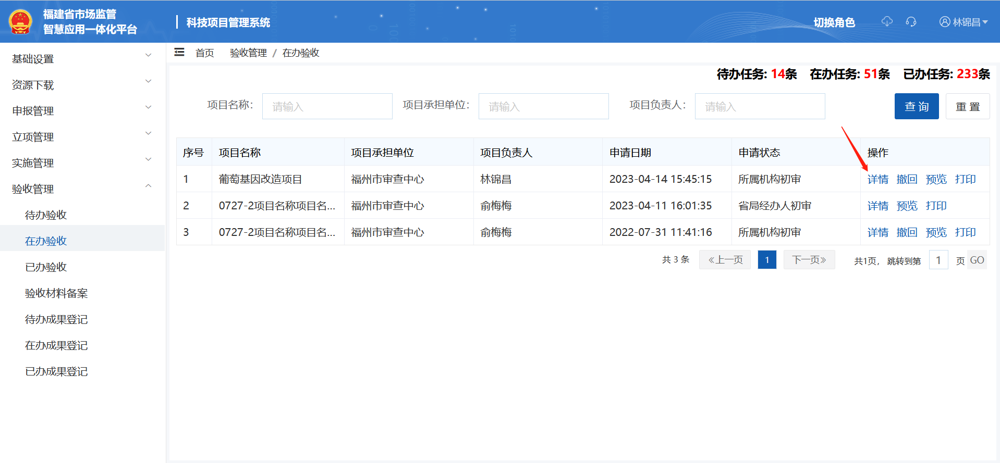 福建省市场监管
智慧应用一体化平台
科技项目管理系统
切换角色
林锦昌
基础设置
资源下载
申报管理
立项管理
实施管理
验收管理
待办验收
在办验收
已办验收
验收材料备案
待办成果登记
在办成果登记
已办成果登记
首页 验收管理 / 在办验收
待办任务: 14条 在办任务: 51条 已办任务: 233条
项目名称: 请输入 项目承担单位: 请输入 项目负责人: 请输入 查 询 重 置
序号 项目名称 项目承担单位 项目负责人 申请日期 申请状态 操作
1 葡萄基因改造项目 福州市审查中心 林锦昌 2023-04-14 15:45:15 所属机构初审 详情 撤回 预览 打印
2 0727-2项目名称项目名... 福州市审查中心 俞梅梅 2023-04-11 16:01:35 省局经办人初审 详情 预览 打印
3 0727-2项目名称项目名... 福州市审查中心 俞梅梅 2022-07-31 11:41:16 所属机构初审 详情 撤回 预览 打印
共 3 条 《上一页 1 下一页》 共1页, 跳转到第 1 页 GO